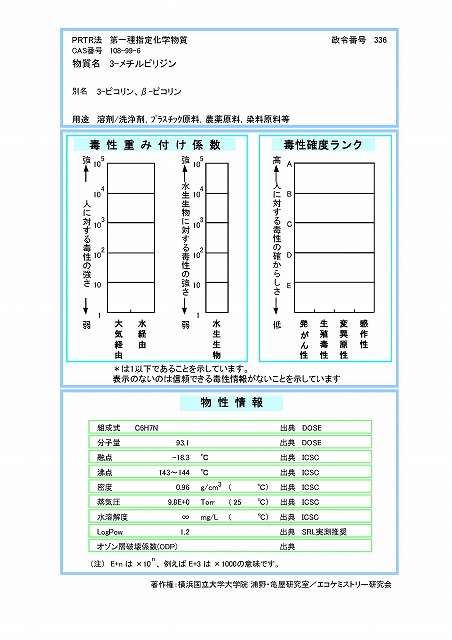 PRTR法 第一種指定化学物質 政令番号 336
CAS番号 108-99-6
物質名 3-メチルピリジン
別名 3-ピコリン、β-ピコリン
用途 溶剤/洗浄剤，プラスチック原料，農薬原料，染料原料等
毒性重み付け係数
強
人に対する毒性の強さ
弱
10^5
10^4
10^3
10^2
10^1
1
大気経由
水経由
強
水生生物に対する毒性の強さ
弱
10^5
10^4
10^3
10^2
10^1
1
水生生物
毒性確度ランク
高
人に対する毒性の確からしさ
低
A
B
C
D
E
発がん性
生殖毒性
変異原性
感作性
＊は1以下であることを示しています。
表示のないのは信頼できる毒性情報がないことを示しています
物性情報
組成式 C6H7N 出典 DOSE
分子量 93.1 出典 DOSE
融点 -18.3 ℃ 出典 ICSC
沸点 143～144 ℃ 出典 ICSC
密度 0.96 g/cm³ ( ℃) 出典 ICSC
蒸気圧 9.8E+0 Torr (25 ℃) 出典 ICSC
水溶解度 ∞ mg/L ( ℃) 出典 ICSC
LogPow 1.2 出典 SRL実測推奨
オゾン層破壊係数(ODP) 出典
(注) E+n は ×10^n、例えば E+3 は ×1000の意味です。
著作権：横浜国立大学大学院 浦野・亀屋研究室／エコケミストリー研究会